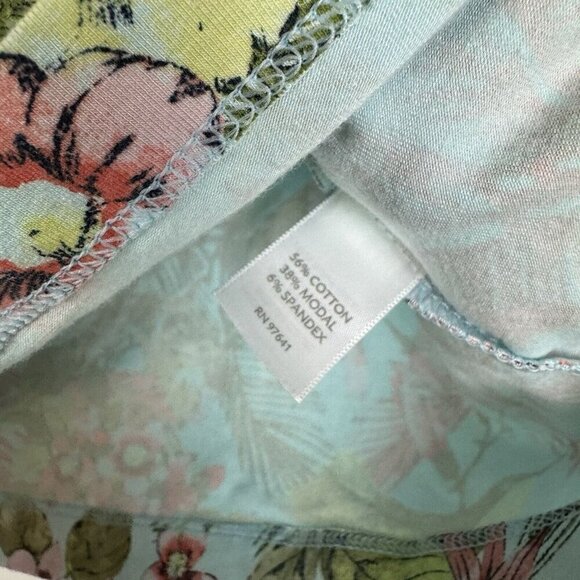 56% COTTON
38% MODAL
6% SPANDEX
RN 97641